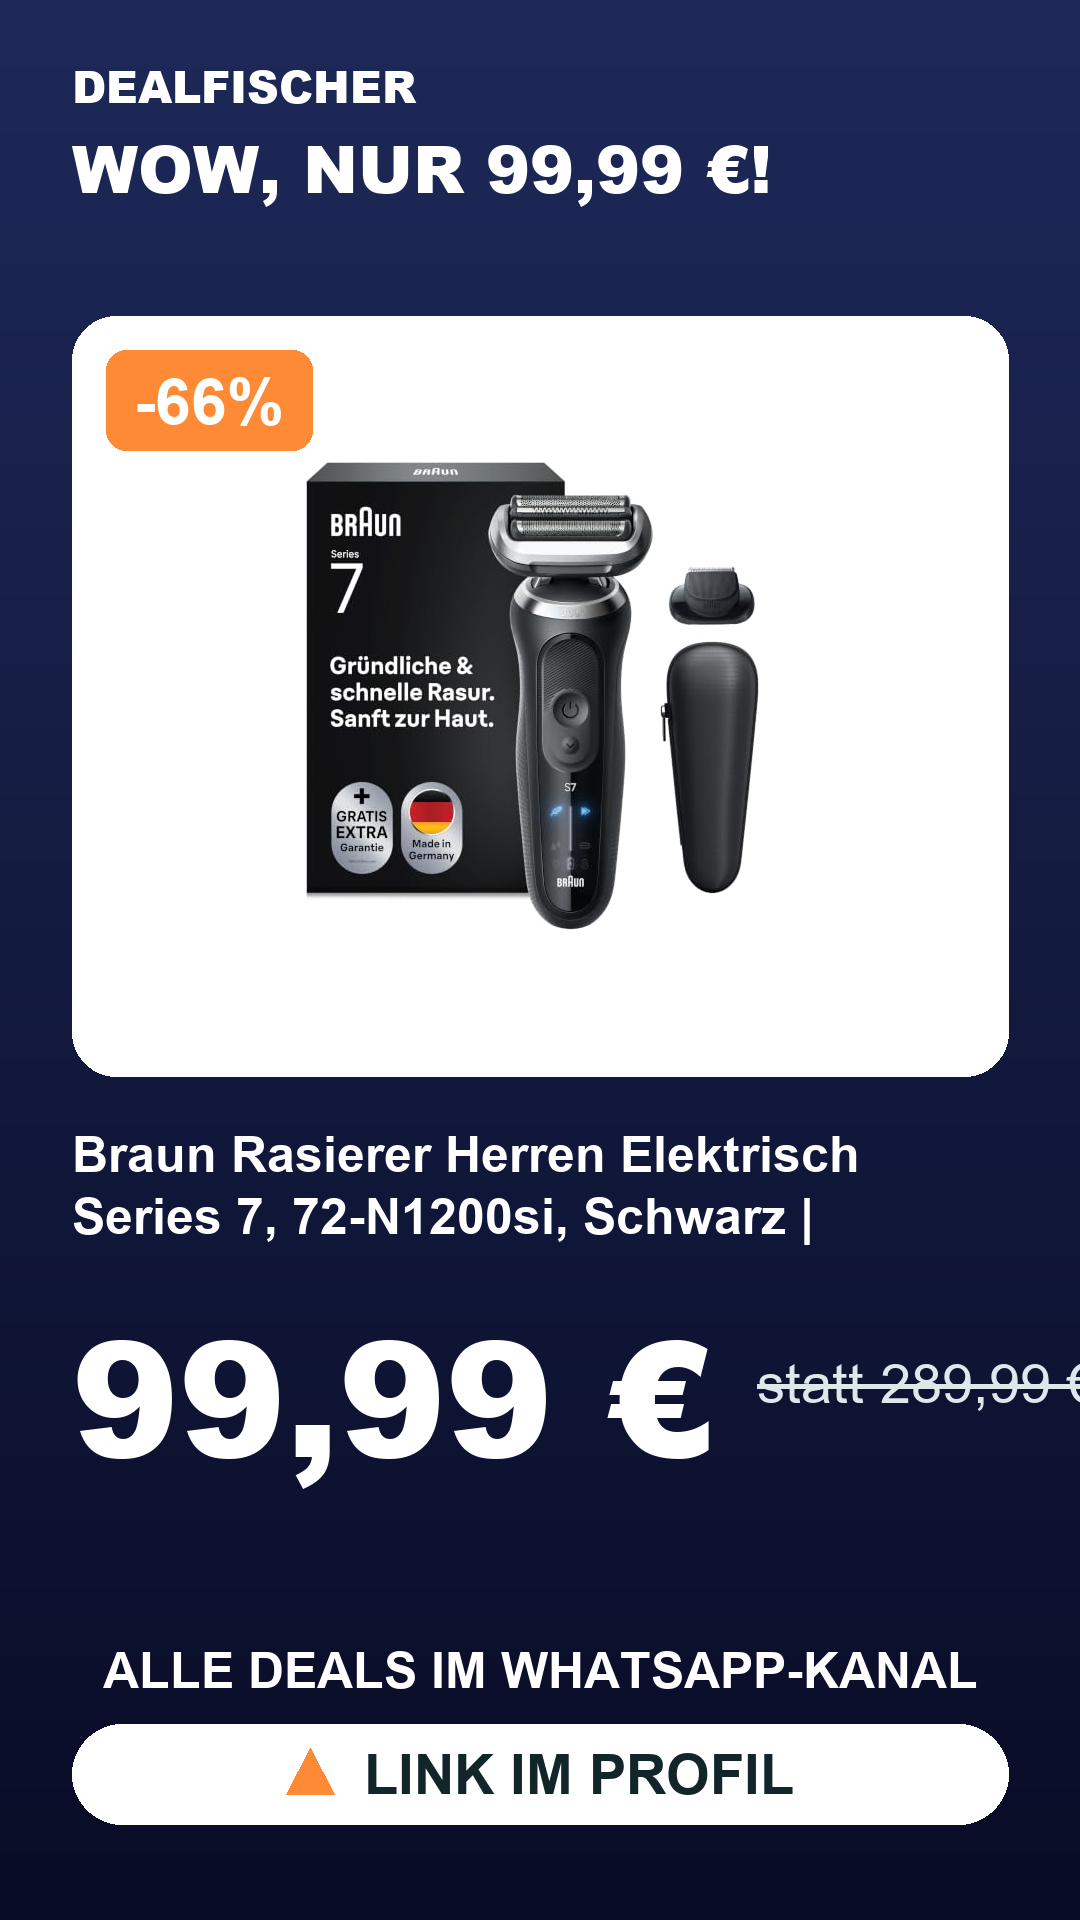 DEALFISCHER
WOW, NUR 99,99 €!
-66%
BRAUN
BRAUN
Series
7
Gründliche &
schnelle Rasur.
Sanft zur Haut.
+
GRATIS
EXTRA
Garantie
Made in
Germany
S7
BRAUN
Braun Rasierer Herren Elektrisch
Series 7, 72-N1200si, Schwarz |
99,99 €
statt 289,99 €
ALLE DEALS IM WHATSAPP-KANAL
LINK IM PROFIL